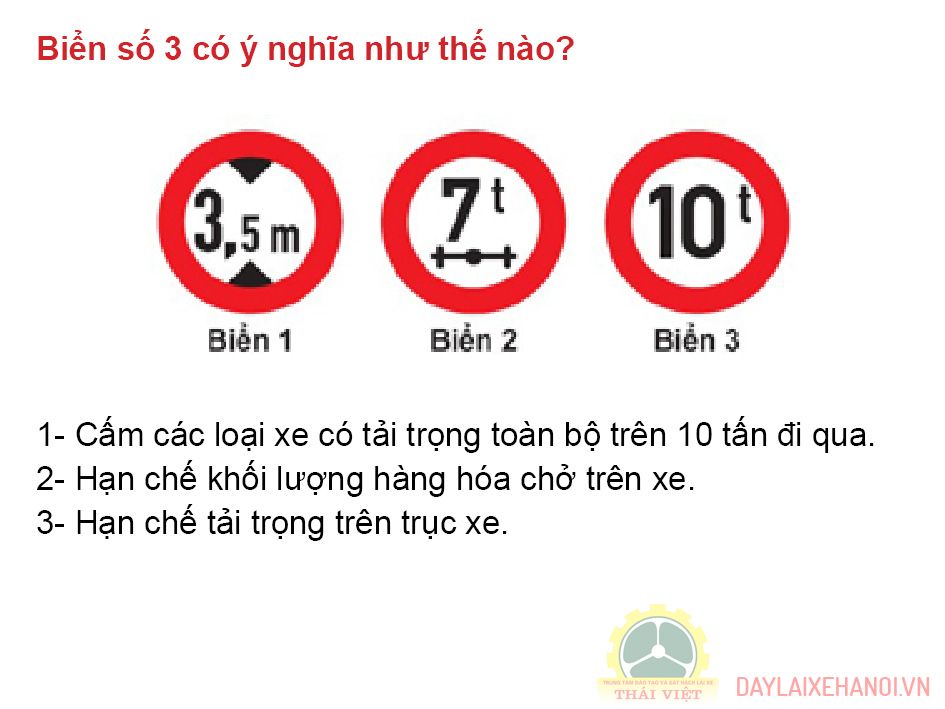 Biển số 3 có ý nghĩa như thế nào?
3,5 m
7 t
10 t
Biển 1
Biển 2
Biển 3
1- Cấm các loại xe có tải trọng toàn bộ trên 10 tấn đi qua.
2- Hạn chế khối lượng hàng hóa chở trên xe.
3- Hạn chế tải trọng trên trục xe.
TRUNG TÂM ĐÀO TẠO VÀ SÁT HẠCH LÁI XE
THÁI VIỆT
DAYLAIXEHANOI.VN